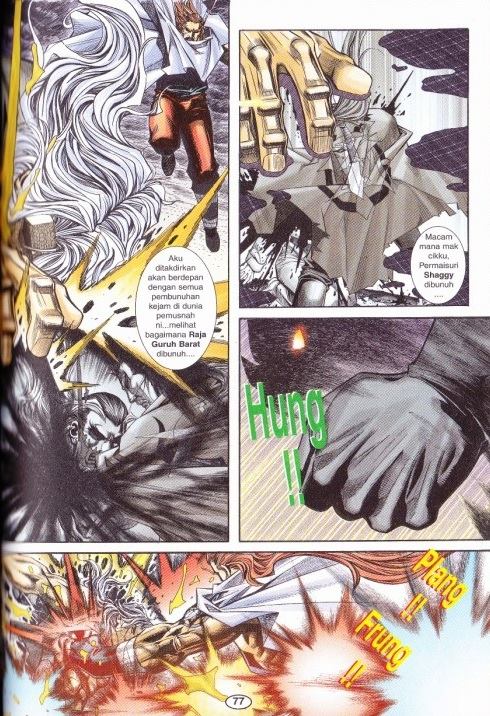 Aku
ditakdirkan
akan berdepan
dengan semua
pembunuhan
kejam di dunia
pemusnah
ni...melihat
bagaimana Raja
Guruh Barat
dibunuh....
Macam
mana mak
cikku,
Permaisuri
Shaggy
dibunuh
....
Hung
!!
Plang
!!
Frung
!!
77